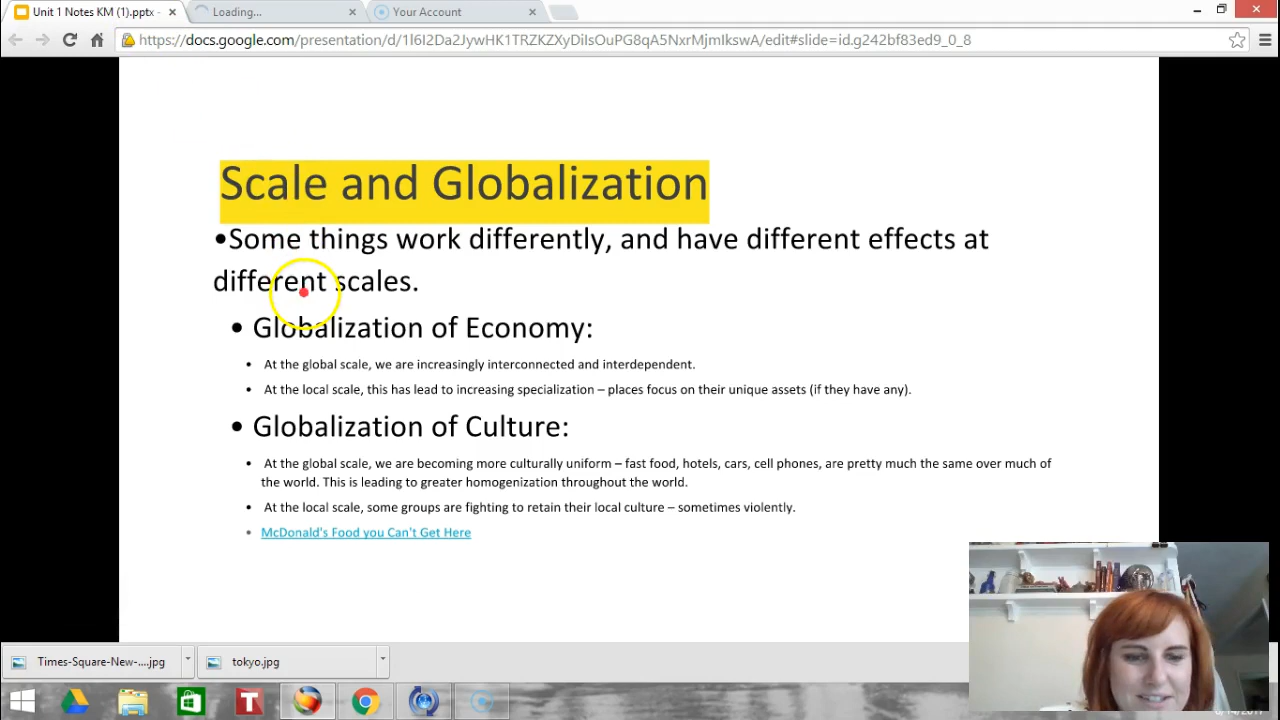 Unit 1 Notes KM (1).pptx -
Loading...
Your Account
https://docs.google.com/presentation/d/1l6I2Da2JywHK1TRZKZXyDiIsOuPG8qA5NxrMjmIkswA/edit#slide=id.g242bf83ed9_0_8
Scale and Globalization
•Some things work differently, and have different effects at
different scales.
• Globalization of Economy:
• At the global scale, we are increasingly interconnected and interdependent.
• At the local scale, this has lead to increasing specialization – places focus on their unique assets (if they have any).
• Globalization of Culture:
• At the global scale, we are becoming more culturally uniform – fast food, hotels, cars, cell phones, are pretty much the same over much of
the world. This is leading to greater homogenization throughout the world.
• At the local scale, some groups are fighting to retain their local culture – sometimes violently.
• McDonald's Food you Can't Get Here
Times-Square-New-....jpg
tokyo.jpg